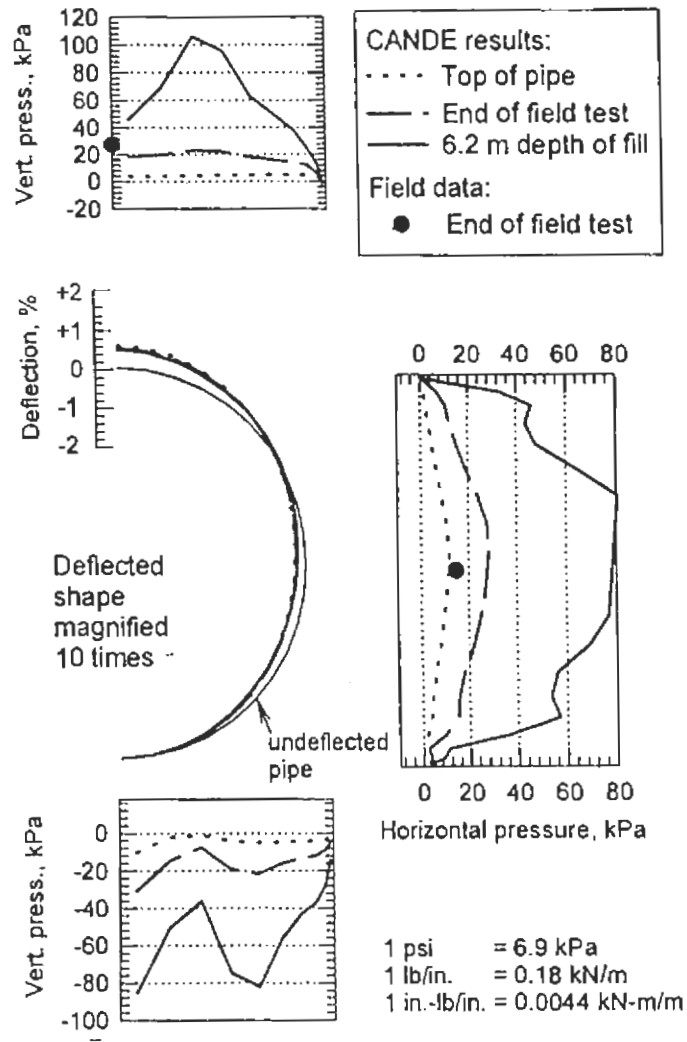 120
100
80
60
40
20
0
-20
Vert. press., kPa
CANDE results:
Top of pipe
End of field test
6.2 m depth of fill
Field data:
End of field test
+2
+1
0
-1
-2
Deflection, %
0 20 40 60 80
Deflected
shape
magnified
10 times
undeflected
pipe
0 20 40 60 80
Horizontal pressure, kPa
0
-20
-40
-60
-80
-100
Vert. press., kPa
1 psi = 6.9 kPa
1 lb/in. = 0.18 kN/m
1 in.-lb/in. = 0.0044 kN-m/m